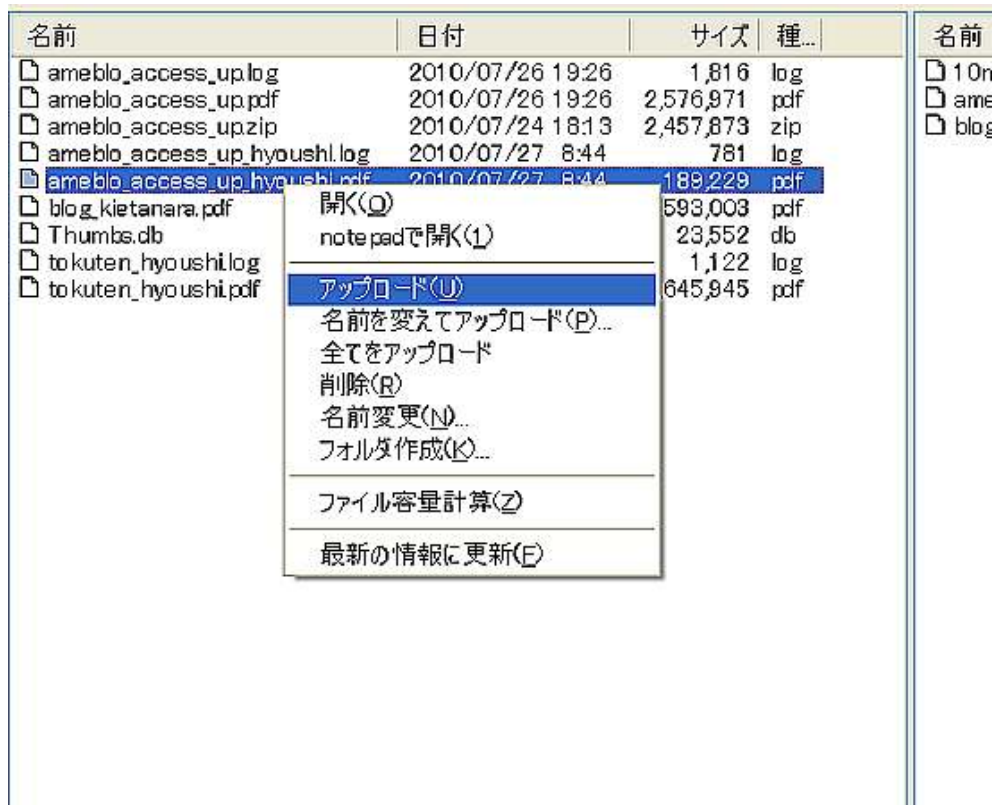 名前 日付 サイズ 種...
ameblo_access_up.log 2010/07/26 19:26 1,816 log
ameblo_access_up.pdf 2010/07/26 19:26 2,576,971 pdf
ameblo_access_up.zip 2010/07/24 18:13 2,457,873 zip
ameblo_access_up_hyoushi.log 2010/07/27 8:44 781 log
ameblo_access_up_hyoushi.pdf 2010/07/27 8:44 189,229 pdf
blog_kietanara.pdf 593,003 pdf
Thumbs.db 23,552 db
tokuten_hyoushi.log 1,122 log
tokuten_hyoushi.pdf 645,945 pdf
開く(O)
notepadで開く(1)
アップロード(U)
名前を変えてアップロード(P)...
全てをアップロード
削除(R)
名前変更(N)...
フォルダ作成(K)...
ファイル容量計算(Z)
最新の情報に更新(F)
名前
10
ame
blog